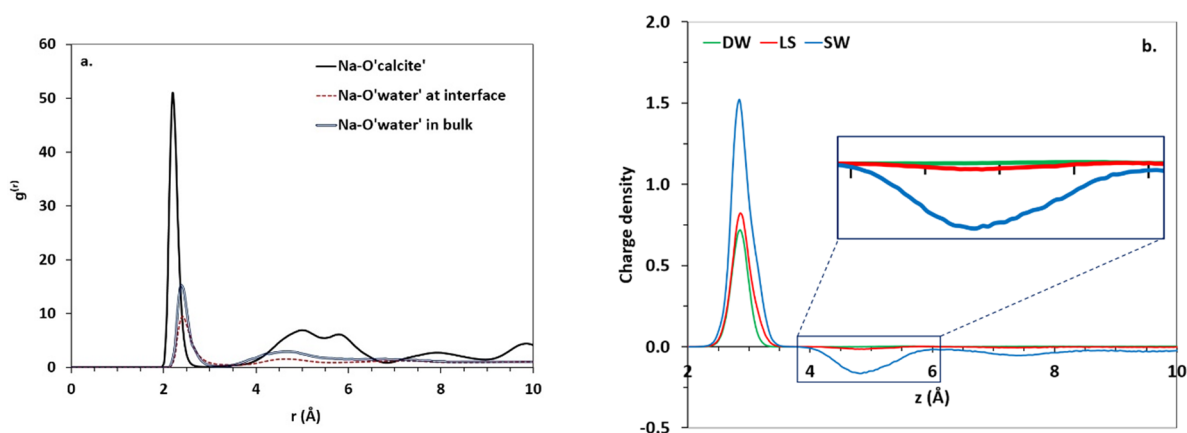 60
50
40
30
20
10
0
g(r)
a.
Na-O'calcite'
Na-O'water' at interface
Na-O'water' in bulk
0 2 4 6 8 10
r (Å)
2.0
1.5
1.0
0.5
0.0
-0.5
Charge density
DW LS SW
b.
2 4 6 8 10
z (Å)